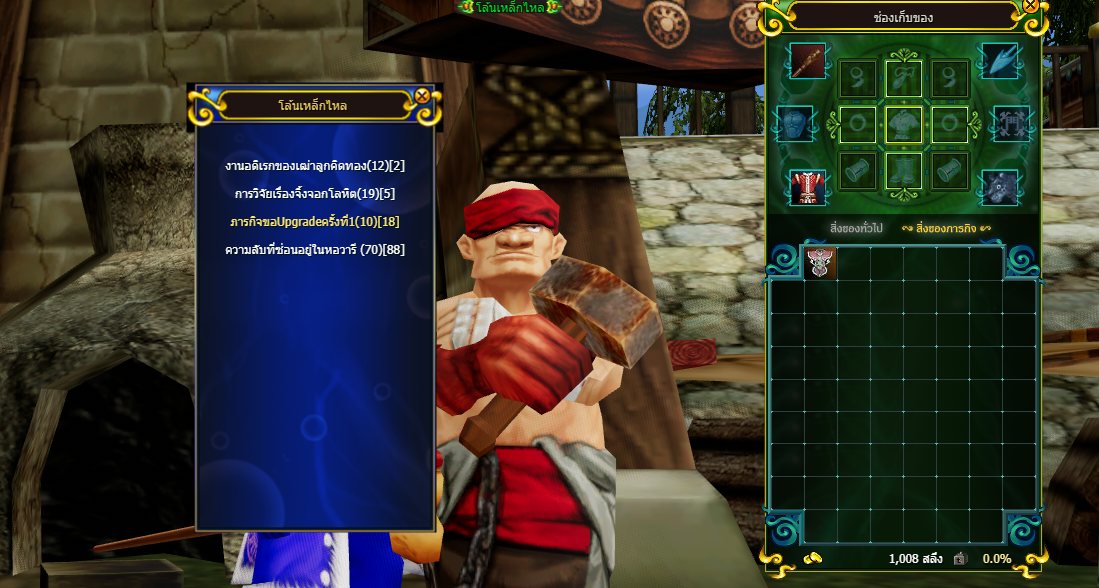 โล้นเหล็กไหล
โล้นเหล็กไหล
งานอดิเรกของเฒ่าลูกคิดทอง(12)[2]
การวิจัยเรื่องจิ้งจอกโลหิต(19)[5]
ภารกิจขอUpgradeครั้งที่1(10)[18]
ความลับที่ซ่อนอยู่ในหอวารี (70)[88]
ช่องเก็บของ
สิ่งของทั่วไป
สิ่งของภารกิจ
1,008 สลึง
0.0%